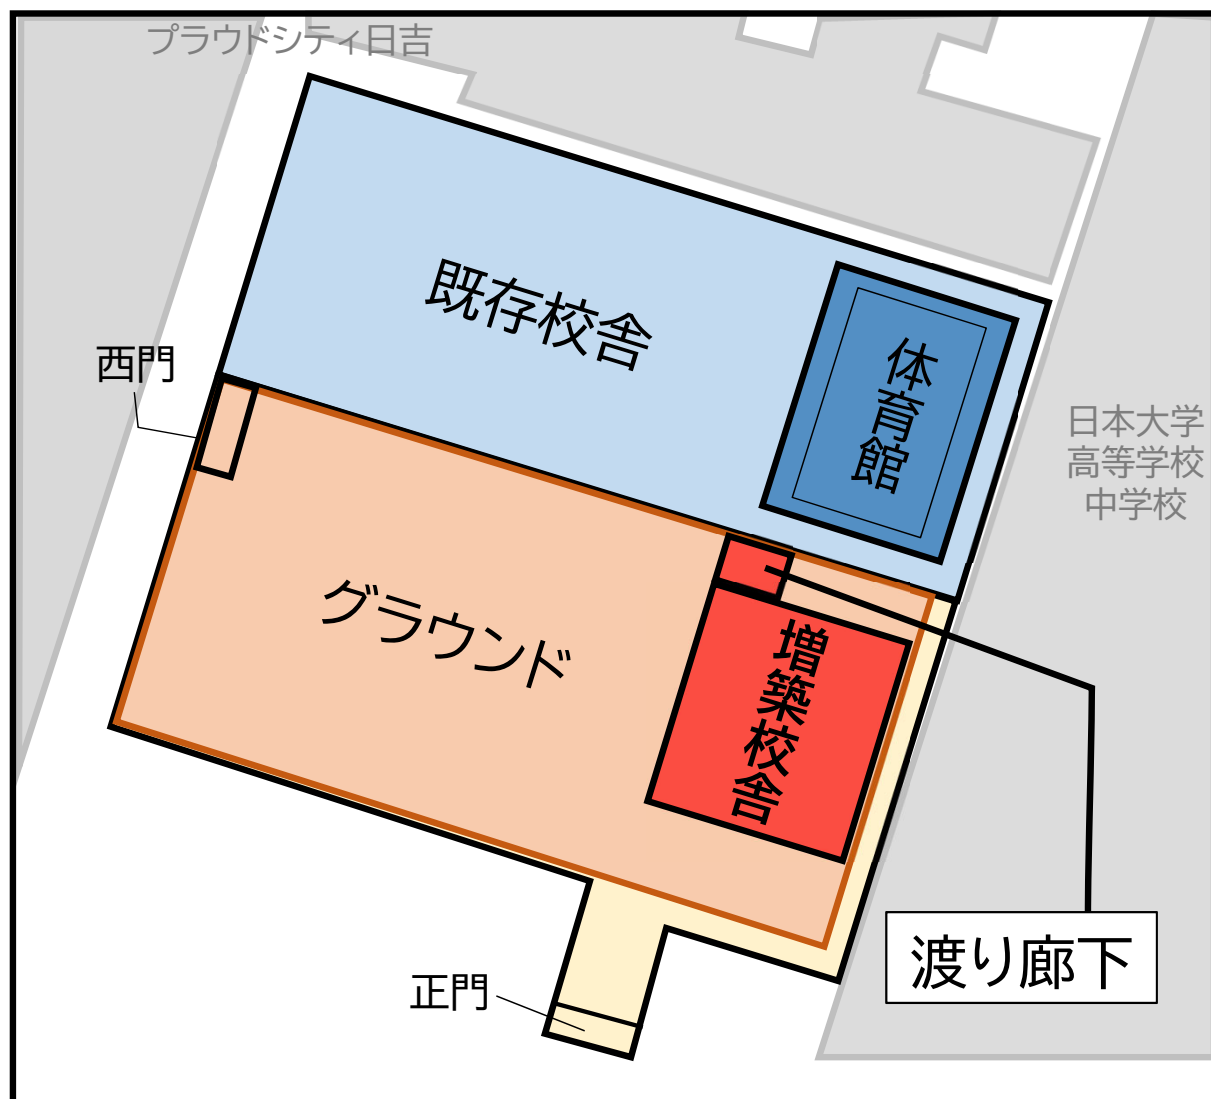 プラウドシティ日吉
既存校舎
体育館
西門
日本大学
高等学校
中学校
グラウンド
増築校舎
渡り廊下
正門